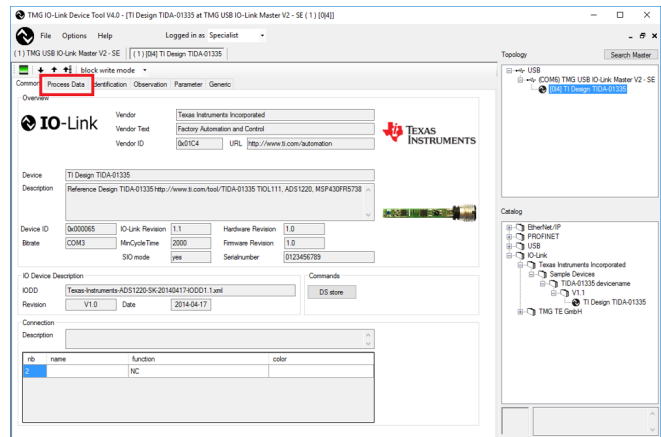 TMG IO-Link Device Tool V4.0 - [TI Design TIDA-01335 at TMG USB IO-Link Master V2 - SE ( 1 ) [0|4]]
File Options Help Logged in as Specialist
( 1 ) TMG USB IO-Link Master V2 - SE ( 1 ) [0|4] TI Design TIDA-01335
block write mode
Common Process Data Identification Observation Parameter Generic
Overview
IO-Link
Vendor Texas Instruments Incorporated
Vendor Text Factory Automation and Control
Vendor ID 0x01C4 URL http://www.ti.com/automation
TEXAS INSTRUMENTS
Device TI Design TIDA-01335
Description Reference Design TIDA-01335 http://www.ti.com/tool/TIDA-01335 TIOL111, ADS1220, MSP430FR5738
Device ID 0x000065 IO-Link Revision 1.1 Hardware Revision 1.0
Bitrate COM3 MinCycleTime 2000 Firmware Revision 1.0
SIO mode yes Serialnumber 0123456789
IO Device Description
IODD Texas-Instruments-ADS1220-SK-20140417-IODD1.1.xml
Revision V1.0 Date 2014-04-17
Commands
DS store
Connection
Description
nb name function color
2 NC
Topology Search Master
USB
(COM6) TMG USB IO-Link Master V2 - SE
[0|4] TI Design TIDA-01335
Catalog
EtherNet/IP
PROFINET
USB
IO-Link
Texas Instruments Incorporated
Sample Devices
TIDA-01335 devicename
V1.1
TI Design TIDA-01335
TMG TE GmbH